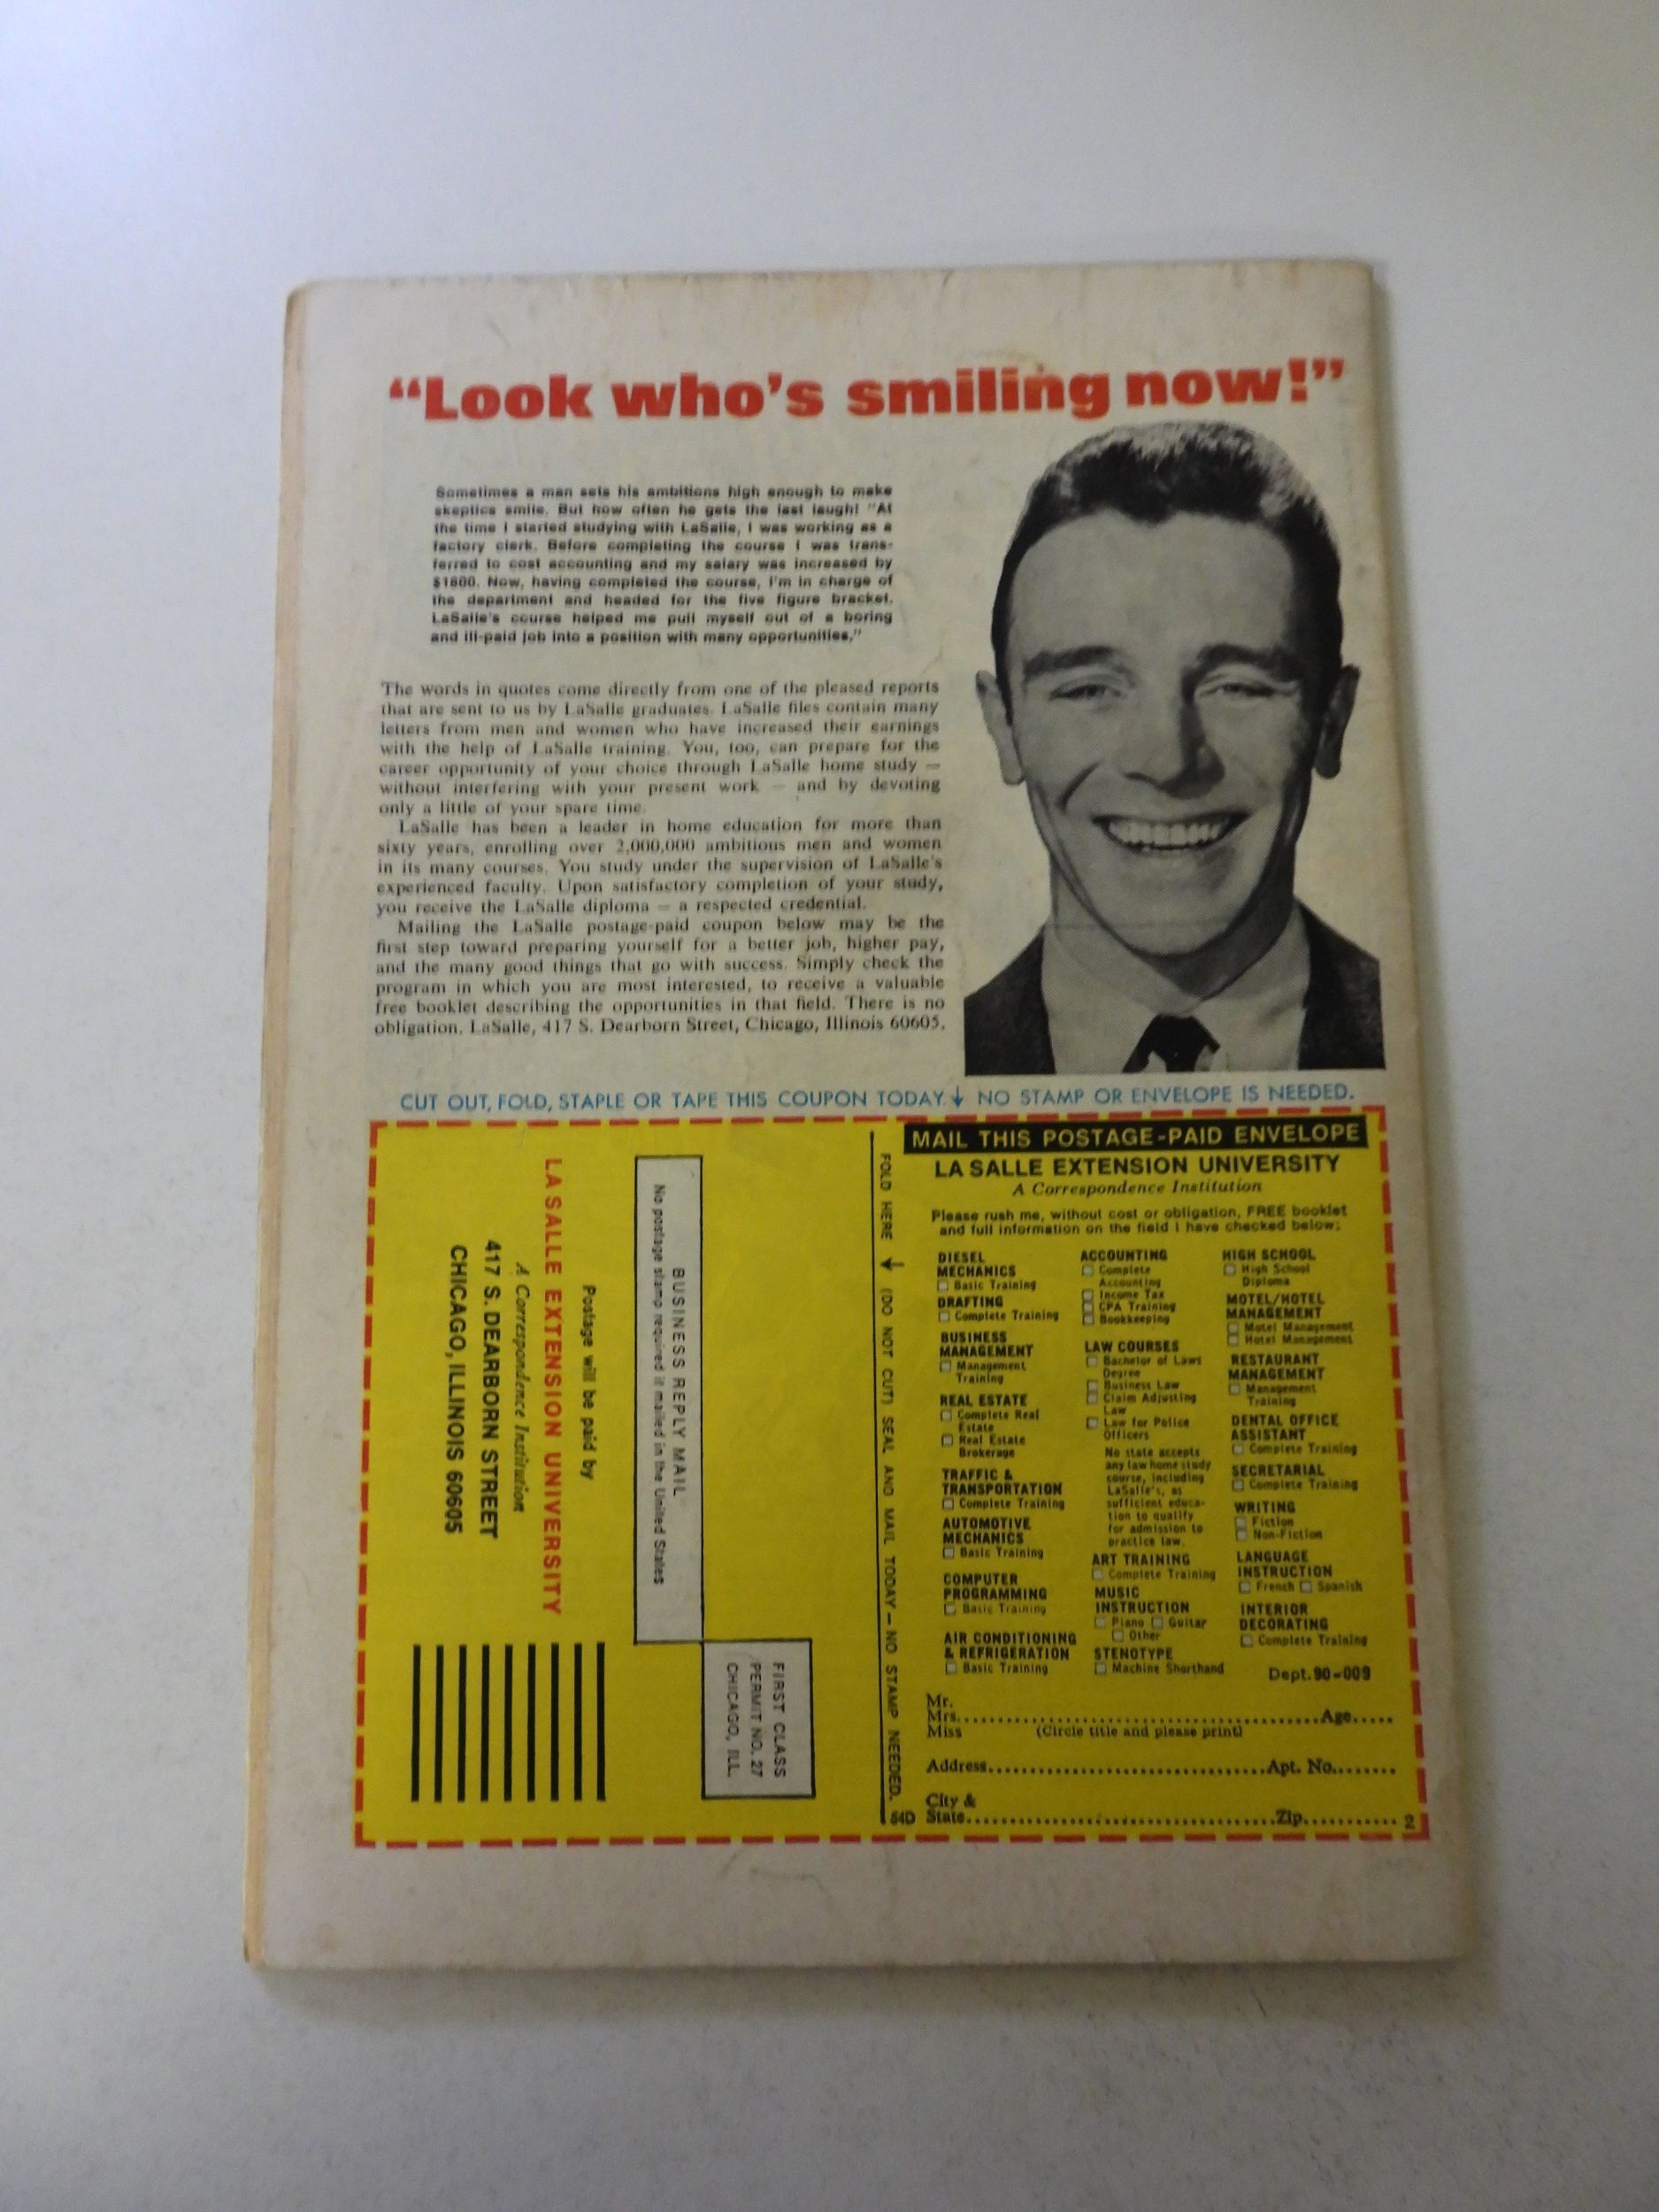 “Look who’s smiling now!”
Sometimes a man sets his ambitions high enough to make
skeptics smile. But how often he gets the last laugh! "At
the time I started studying with LaSalle, I was working as a
factory clerk. Before completing the course I was trans-
ferred to cost accounting and my salary was increased by
$1800. Now, having completed the course, I'm in charge of
the department and headed for the five figure bracket.
LaSalle's course helped me pull myself out of a boring
and ill-paid job into a position with many opportunities."
The words in quotes come directly from one of the pleased reports
that are sent to us by LaSalle graduates. LaSalle files contain many
letters from men and women who have increased their earnings
with the help of LaSalle training. You, too, can prepare for the
career opportunity of your choice through LaSalle home study —
without interfering with your present work — and by devoting
only a little of your spare time.
LaSalle has been a leader in home education for more than
sixty years, enrolling over 2,000,000 ambitious men and women
in its many courses. You study under the supervision of LaSalle's
experienced faculty. Upon satisfactory completion of your study,
you receive the LaSalle diploma — a respected credential.
Mailing the LaSalle postage-paid coupon below may be the
first step toward preparing yourself for a better job, higher pay,
and the many good things that go with success. Simply check the
program in which you are most interested, to receive a valuable
free booklet describing the opportunities in that field. There is no
obligation. LaSalle, 417 S. Dearborn Street, Chicago, Illinois 60605.
CUT OUT, FOLD, STAPLE OR TAPE THIS COUPON TODAY.↓ NO STAMP OR ENVELOPE IS NEEDED.
FIRST CLASS
PERMIT NO. 27
CHICAGO, ILL.
BUSINESS REPLY MAIL
No postage stamp required if mailed in the United States
Postage will be paid by
LA SALLE EXTENSION UNIVERSITY
A Correspondence Institution
417 S. DEARBORN STREET
CHICAGO, ILLINOIS 60605
FOLD HERE → (DO NOT CUT) SEAL AND MAIL TODAY — NO STAMP NEEDED.
54D
MAIL THIS POSTAGE-PAID ENVELOPE
LA SALLE EXTENSION UNIVERSITY
A Correspondence Institution
Please rush me, without cost or obligation, FREE booklet
and full information on the field I have checked below:
DIESEL
MECHANICS
☐ Basic Training
DRAFTING
☐ Complete Training
BUSINESS
MANAGEMENT
☐ Management
Training
REAL ESTATE
☐ Complete Real
Estate
☐ Real Estate
Brokerage
TRAFFIC &
TRANSPORTATION
☐ Complete Training
AUTOMOTIVE
MECHANICS
☐ Basic Training
COMPUTER
PROGRAMMING
☐ Basic Training
AIR CONDITIONING
& REFRIGERATION
☐ Basic Training
ACCOUNTING
☐ Complete
Accounting
☐ Income Tax
☐ CPA Training
☐ Bookkeeping
LAW COURSES
☐ Bachelor of Laws
Degree
☐ Business Law
☐ Claim Adjusting
Law
☐ Law for Police
Officers
No state accepts
any law home study
course, including
LaSalle's, as
sufficient educa-
tion to qualify
for admission to
practice law.
ART TRAINING
☐ Complete Training
MUSIC
INSTRUCTION
☐ Piano ☐ Guitar
☐ Other
STENOTYPE
☐ Machine Shorthand
HIGH SCHOOL
☐ High School
Diploma
MOTEL/HOTEL
MANAGEMENT
☐ Motel Management
☐ Hotel Management
RESTAURANT
MANAGEMENT
☐ Management
Training
DENTAL OFFICE
ASSISTANT
☐ Complete Training
SECRETARIAL
☐ Complete Training
WRITING
☐ Fiction
☐ Non-Fiction
LANGUAGE
INSTRUCTION
☐ French ☐ Spanish
INTERIOR
DECORATING
☐ Complete Training
Dept. 90-009
Mr.
Mrs. Age
Miss (Circle title and please print)
Address Apt. No.
City &
State Zip 2